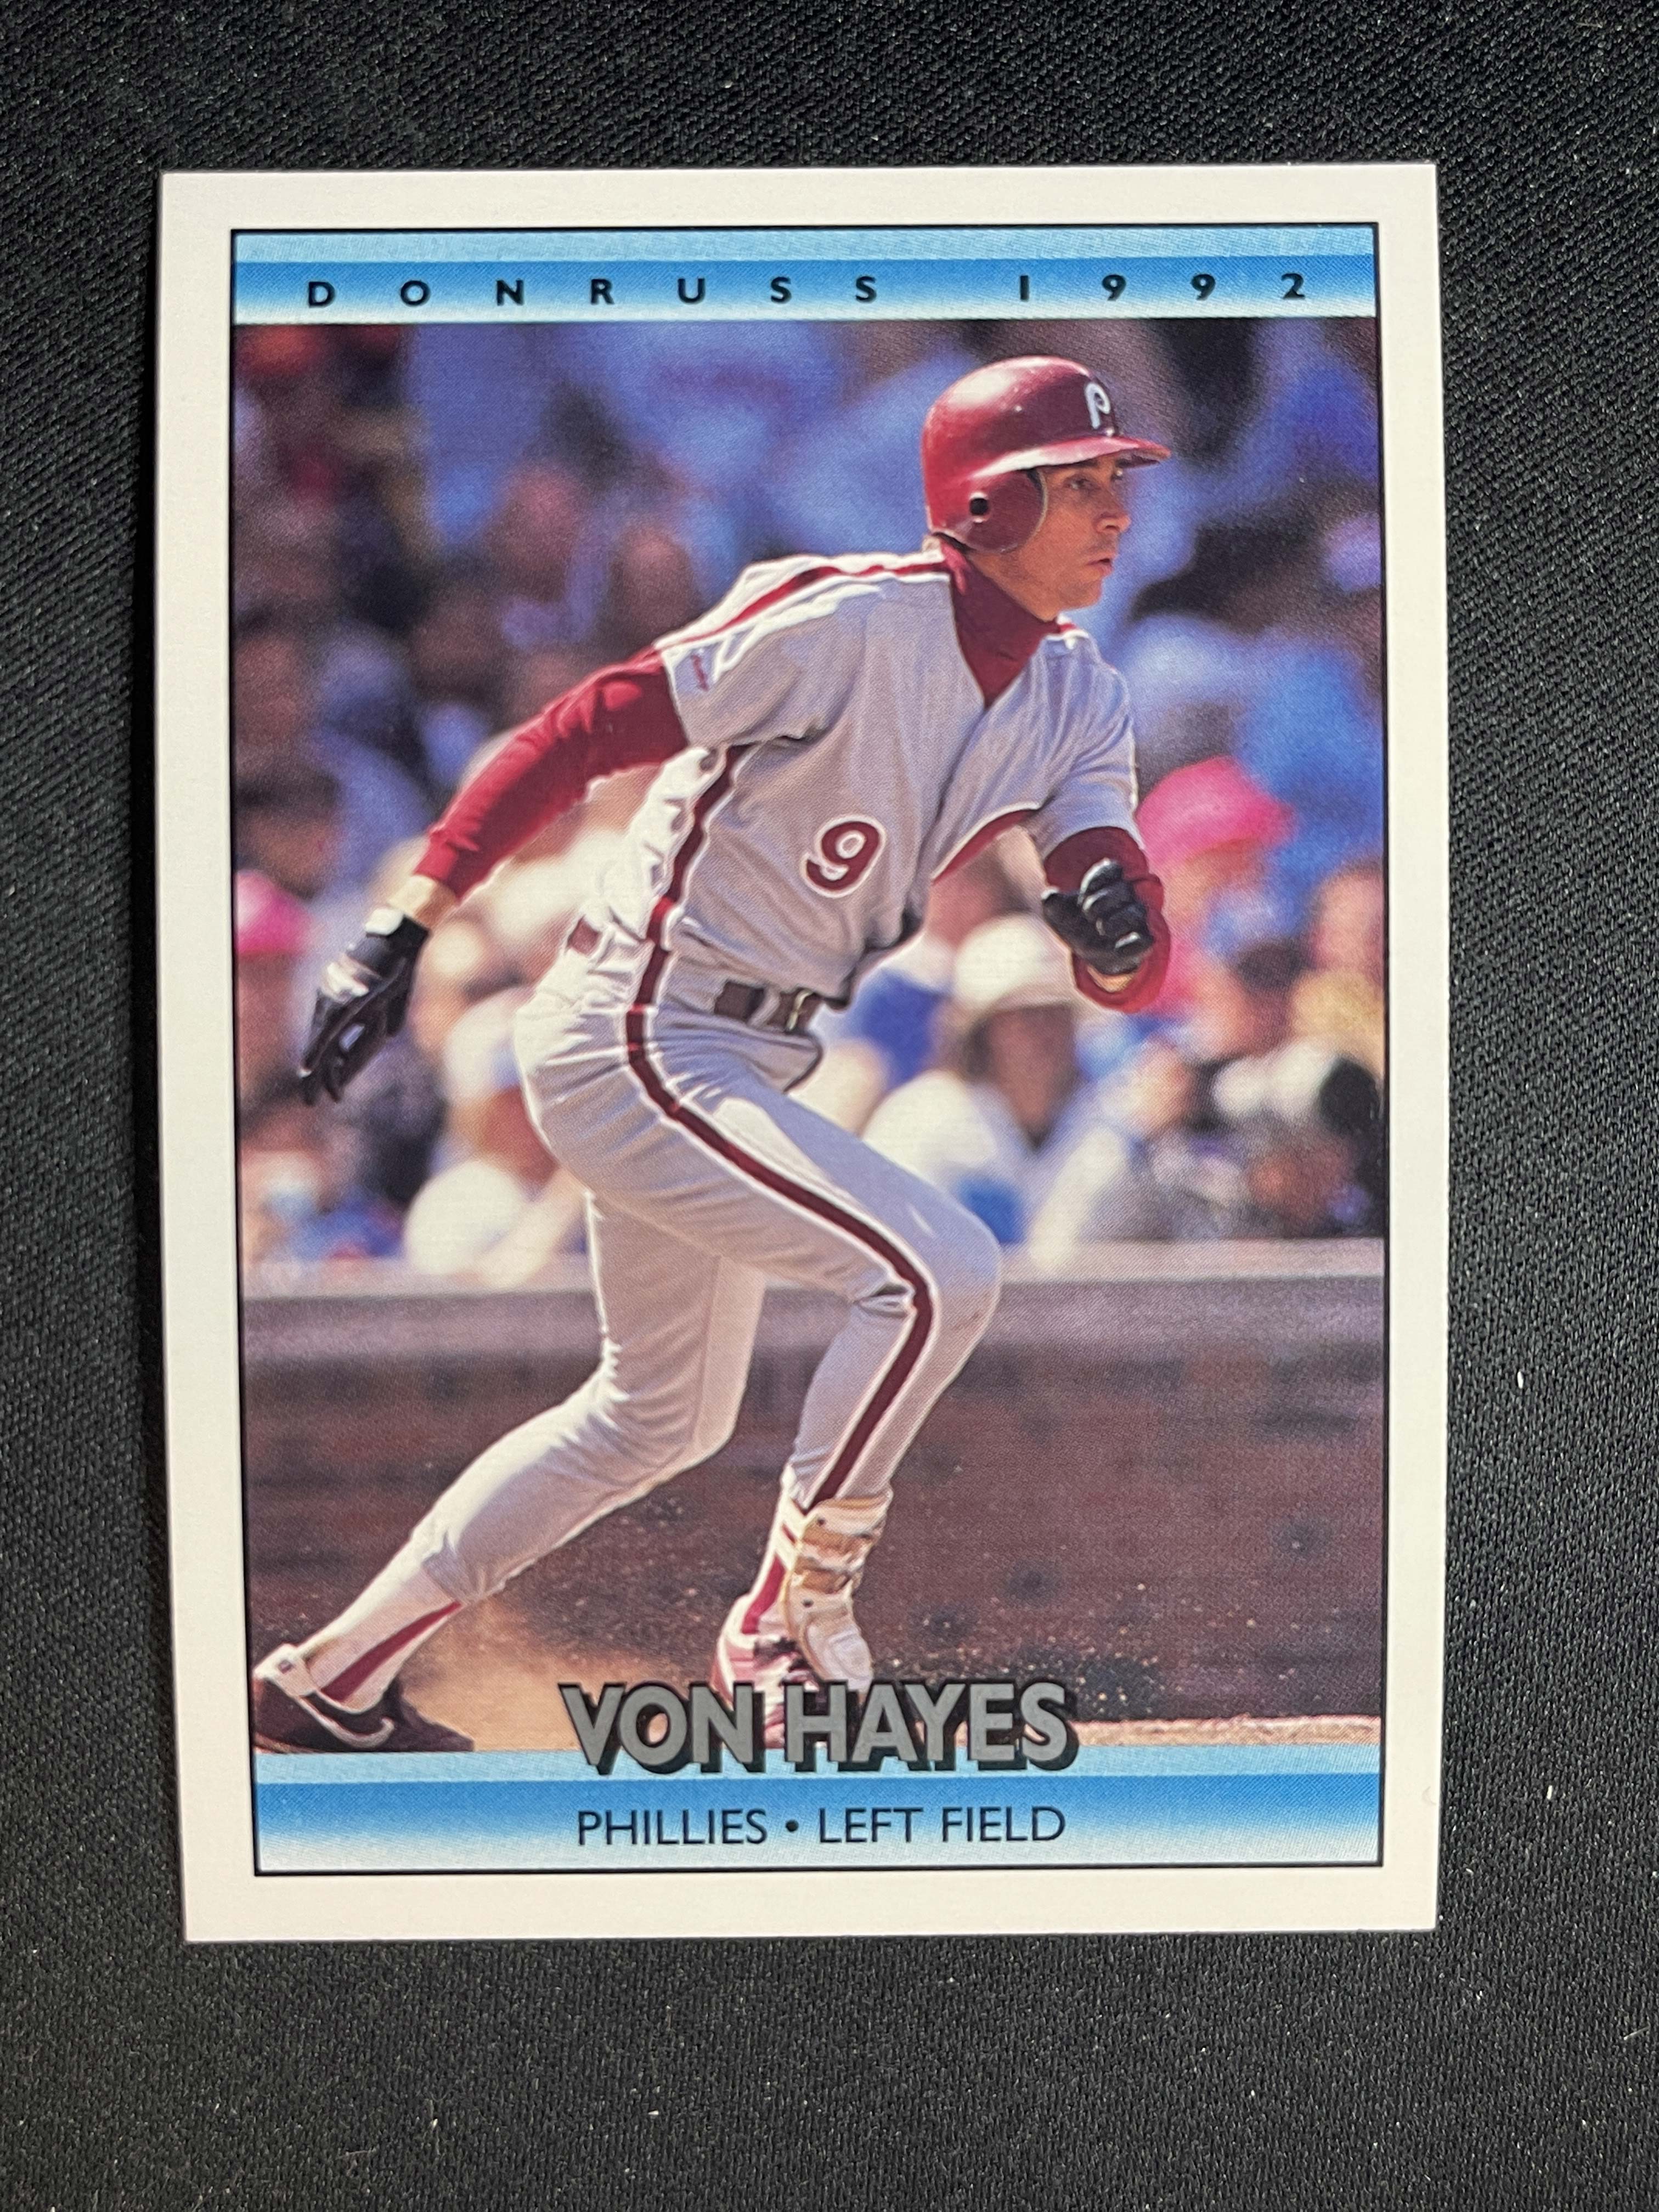 DONRUSS 1992
P
9
VON HAYES
PHILLIES • LEFT FIELD